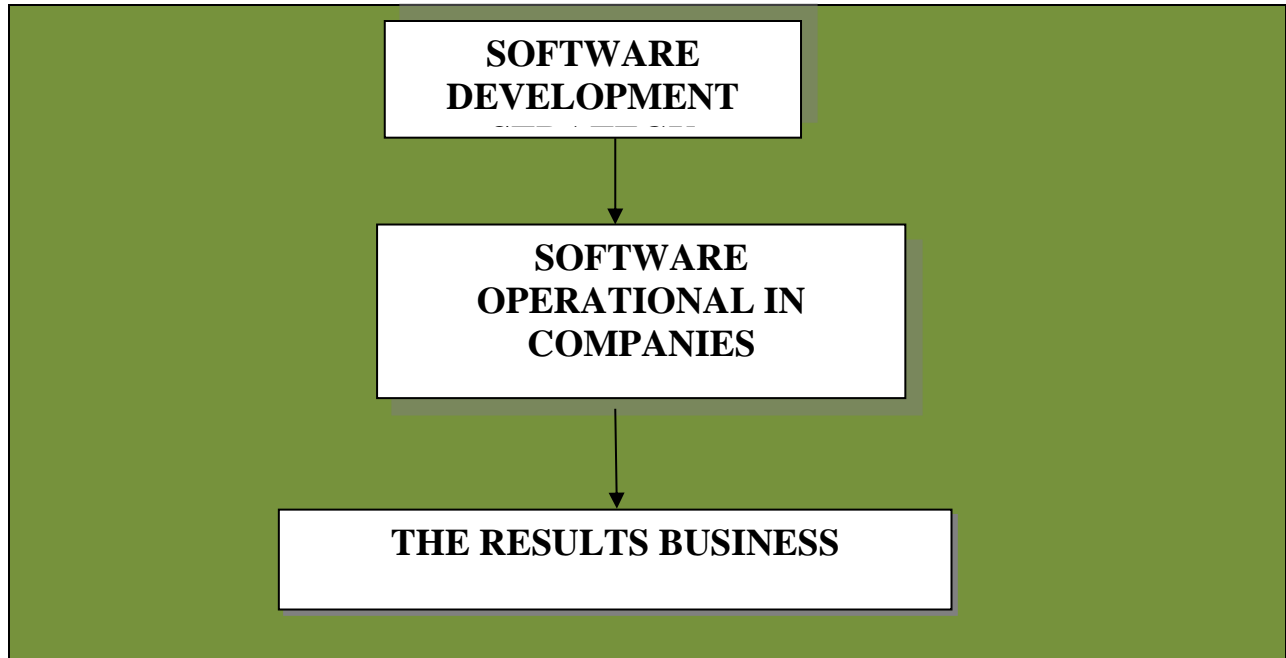 SOFTWARE
DEVELOPMENT
SOFTWARE
OPERATIONAL IN
COMPANIES
THE RESULTS BUSINESS